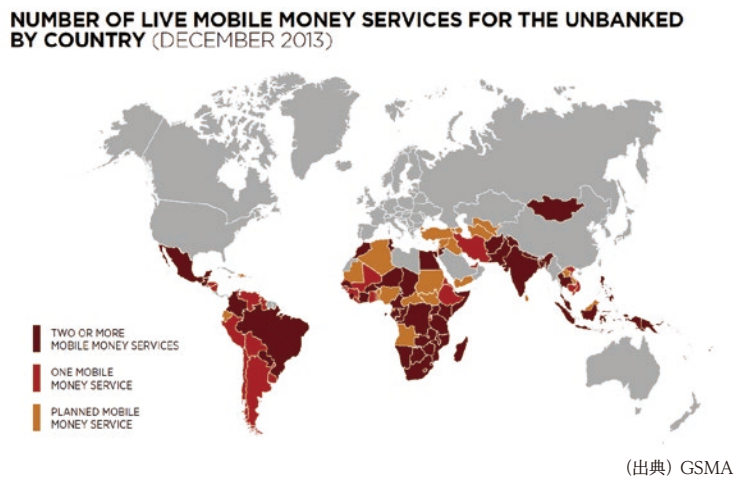 NUMBER OF LIVE MOBILE MONEY SERVICES FOR THE UNBANKED
BY COUNTRY (DECEMBER 2013)
TWO OR MORE
MOBILE MONEY SERVICES
ONE MOBILE
MONEY SERVICE
PLANNED MOBILE
MONEY SERVICE
（出典）GSMA